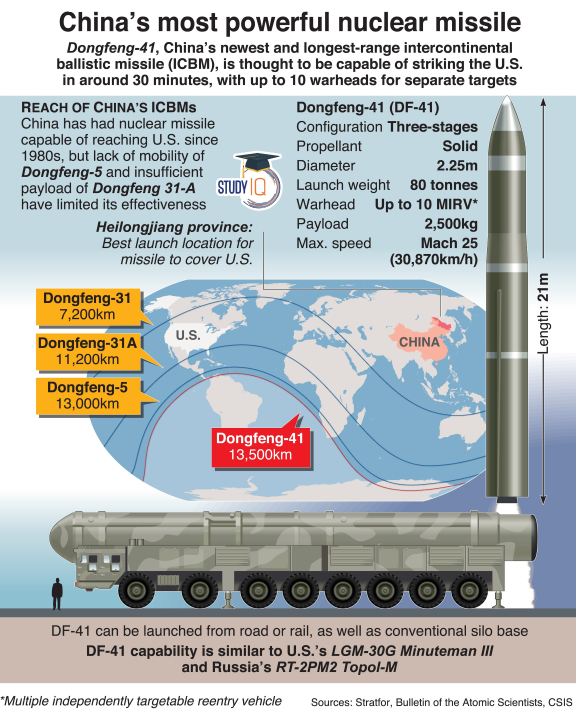 China's most powerful nuclear missile
Dongfeng-41, China's newest and longest-range intercontinental
ballistic missile (ICBM), is thought to be capable of striking the U.S.
in around 30 minutes, with up to 10 warheads for separate targets
REACH OF CHINA'S ICBMS
China has had nuclear missile
capable of reaching U.S. since
1980s, but lack of mobility of
Dongfeng-5 and insufficient
payload of Dongfeng 31-A
have limited its effectiveness
STUDY IQ
Dongfeng-41 (DF-41)
Configuration Three-stages
Propellant Solid
Diameter 2.25m
Launch weight 80 tonnes
Warhead Up to 10 MIRV*
Payload 2,500kg
Max. speed Mach 25
(30,870km/h)
Heilongjiang province:
Best launch location for
missile to cover U.S.
Length: 21m
Dongfeng-31
7,200km
Dongfeng-31A
11,200km
Dongfeng-5
13,000km
U.S.
CHINA
Dongfeng-41
13,500km
DF-41 can be launched from road or rail, as well as conventional silo base
DF-41 capability is similar to U.S.'s LGM-30G Minuteman III
and Russia's RT-2PM2 Topol-M
*Multiple independently targetable reentry vehicle
Sources: Stratfor, Bulletin of the Atomic Scientists, CSIS